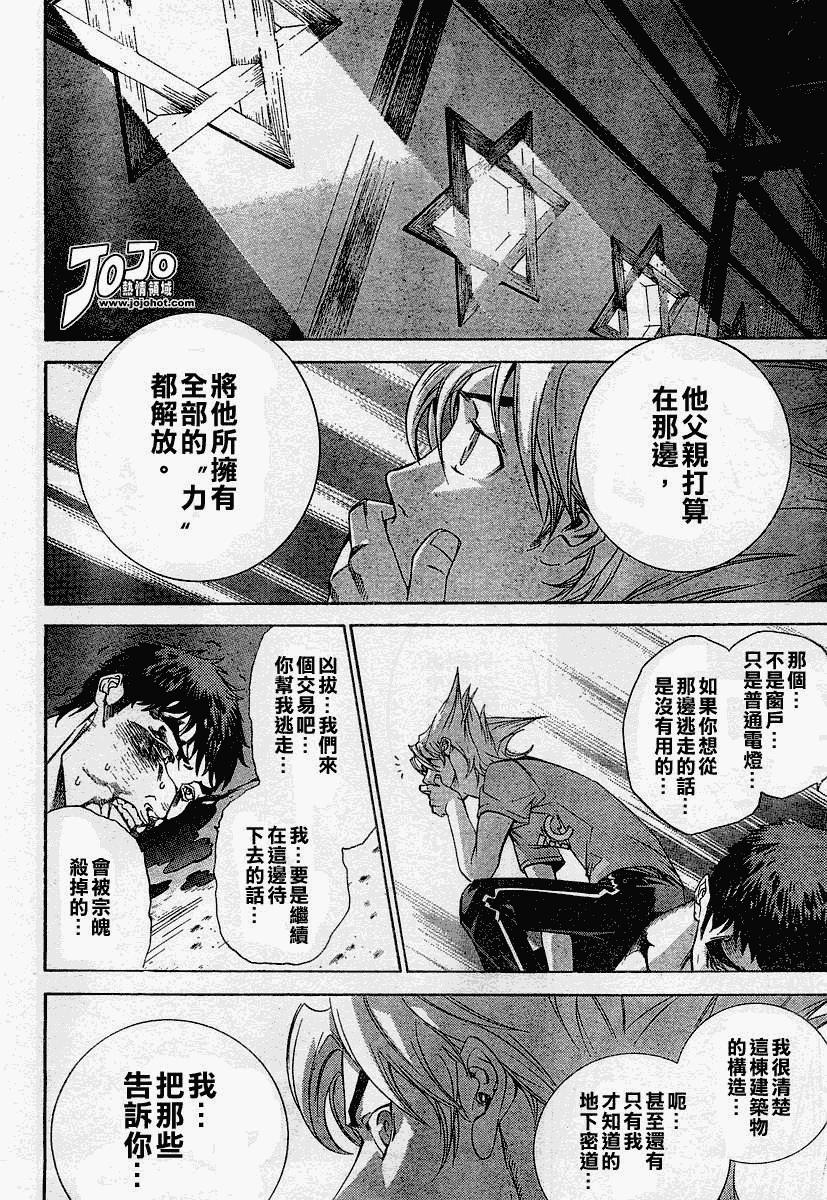 JOJO
熱情領域
www.jojohot.com
他父親打算
在那邊，
將他所擁有
全部的〝力〞
都解放。
那個…
不是窗戶
只是普通電燈…
如果你想從
那邊逃走的話…
是沒有用的…
凶拔…我們來
個交易吧…
你幫我逃走…
我…要是繼續
在這邊待
下去的話…
會被宗魄
殺掉的…
我很清楚
這棟建築物
的構造…
呃…
甚至還有
只有我
才知道的
地下密道…
我…
把那些
告訴你…